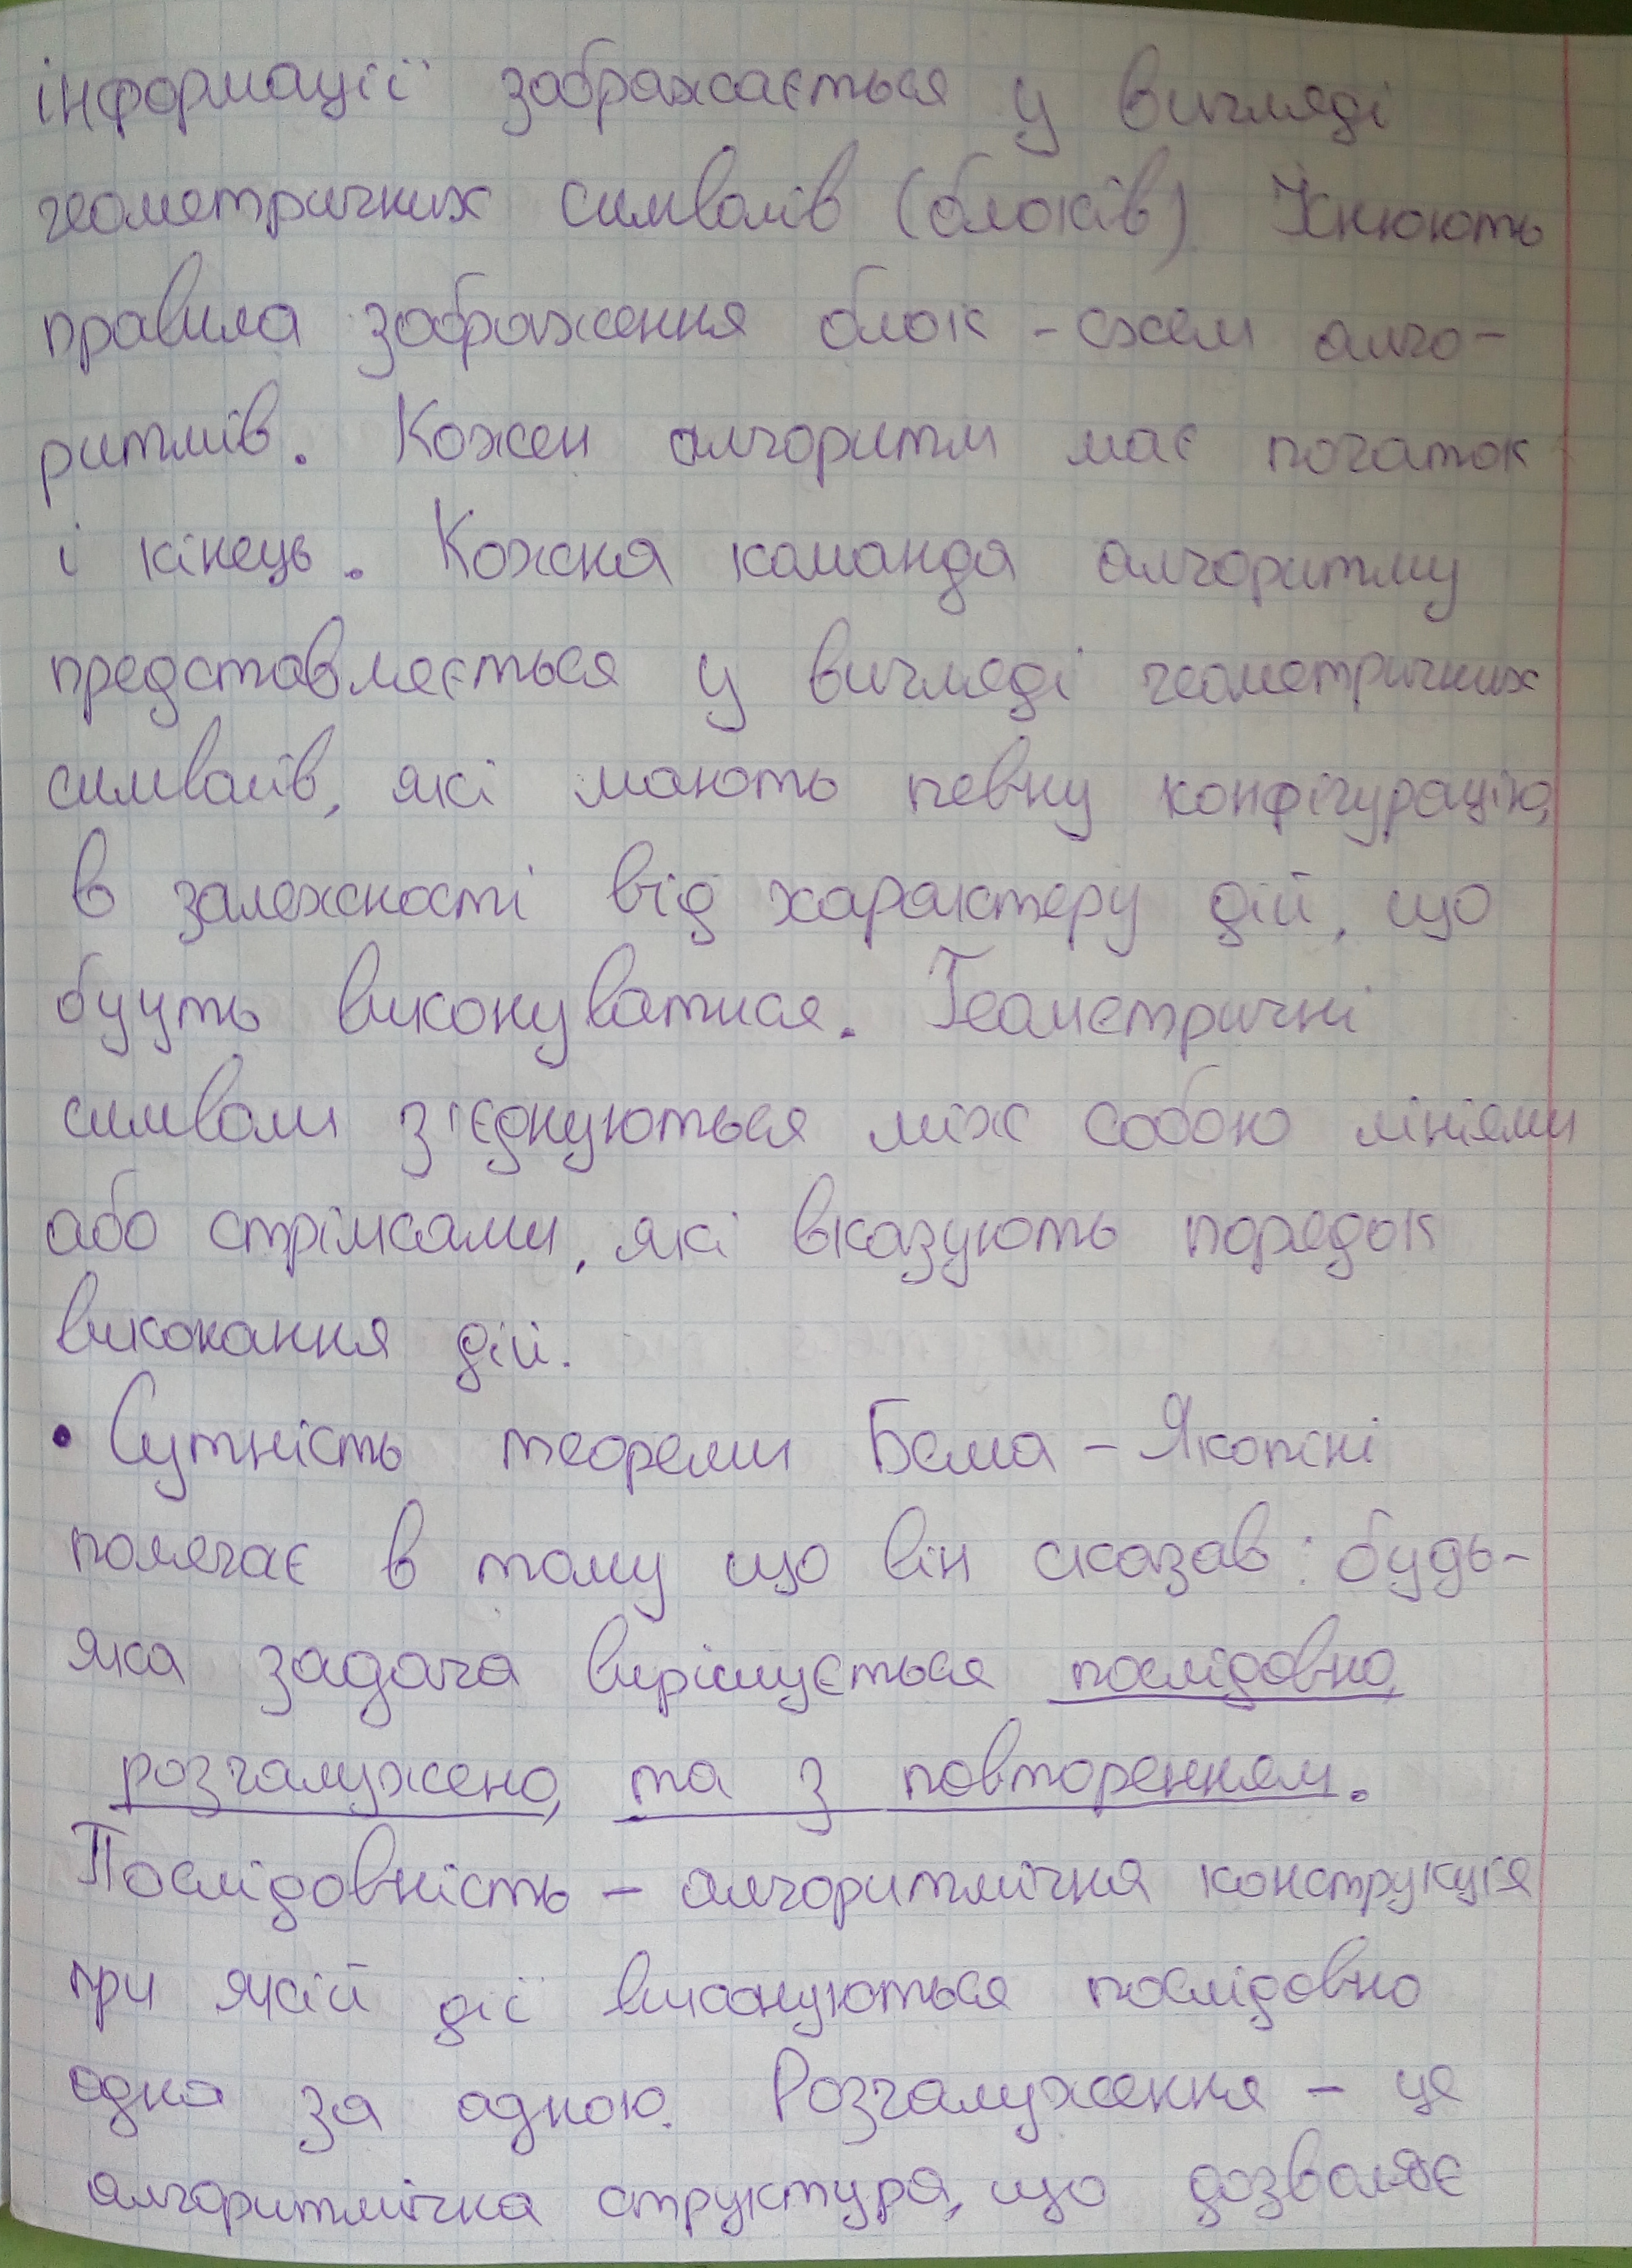 інформації зображається у вигляді
геометричних символів (блоків). Існюють
правила зображення блок - схем алго-
ритмів. Кожен алгоритм має початок
і кінець. Кожна команда алгоритму
представляється у вигляді геометричних
символів, які мають певну конфігурацію,
в залежності від характеру дій, що
бууть виконуватися. Геометричні
символи з'єднуються між собою лініями
або стрілками, які вказують порядок
виконання дій.
• Сутність теореми Бема - Якопіні
полягає в тому що він сказав: будь-
яка задача вирішується послідовно,
розгалужено, та з повторенням.
Послідовність - алгоритмічна конструкція
при якій дії виконуються послідовно
одна за одною. Розгалуження - це
алгоритмічна структура, що дозволяє